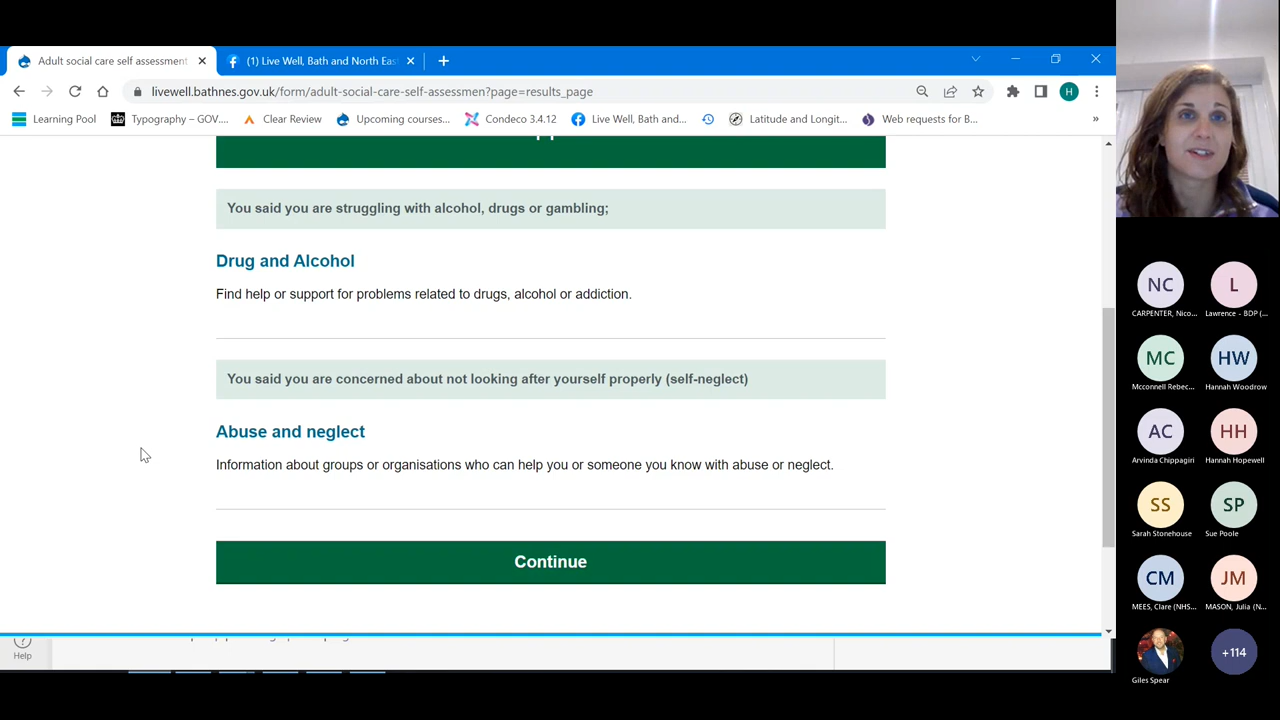 Adult social care self assessment
(1) Live Well, Bath and North Eas
livewell.bathnes.gov.uk/form/adult-social-care-self-assessmen?page=results_page
H
Learning Pool
Typography – GOV....
Clear Review
Upcoming courses...
Condeco 3.4.12
Live Well, Bath and...
Latitude and Longit...
Web requests for B...
»
You said you are struggling with alcohol, drugs or gambling;
Drug and Alcohol
Find help or support for problems related to drugs, alcohol or addiction.
You said you are concerned about not looking after yourself properly (self-neglect)
Abuse and neglect
Information about groups or organisations who can help you or someone you know with abuse or neglect.
Continue
Help
NC
CARPENTER, Nico...
L
Lawrence - BDP (...
MC
Mcconnell Rebec...
HW
Hannah Woodrow
AC
Arvinda Chippagiri
HH
Hannah Hopewell
SS
Sarah Stonehouse
SP
Sue Poole
CM
MEES, Clare (NHS...
JM
MASON, Julia (N...
Giles Spear
+114